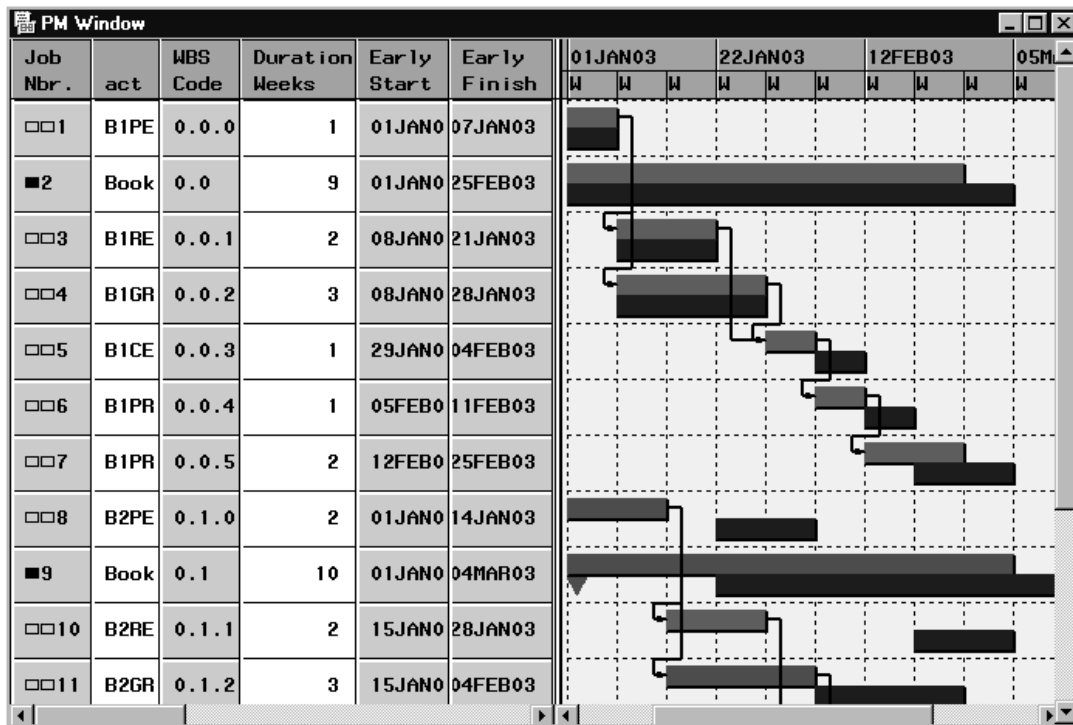 PM Window
Job Nbr. act WBS Code Duration Weeks Early Start Early Finish 01JAN03 22JAN03 12FEB03 05M
W W W W W W W W W W
1 B1PE 0.0.0 1 01JAN0 07JAN03
2 Book 0.0 9 01JAN0 25FEB03
3 B1RE 0.0.1 2 08JAN0 21JAN03
4 B1GR 0.0.2 3 08JAN0 28JAN03
5 B1CE 0.0.3 1 29JAN0 04FEB03
6 B1PR 0.0.4 1 05FEB0 11FEB03
7 B1PR 0.0.5 2 12FEB0 25FEB03
8 B2PE 0.1.0 2 01JAN0 14JAN03
9 Book 0.1 10 01JAN0 04MAR03
10 B2RE 0.1.1 2 15JAN0 28JAN03
11 B2GR 0.1.2 3 15JAN0 04FEB03